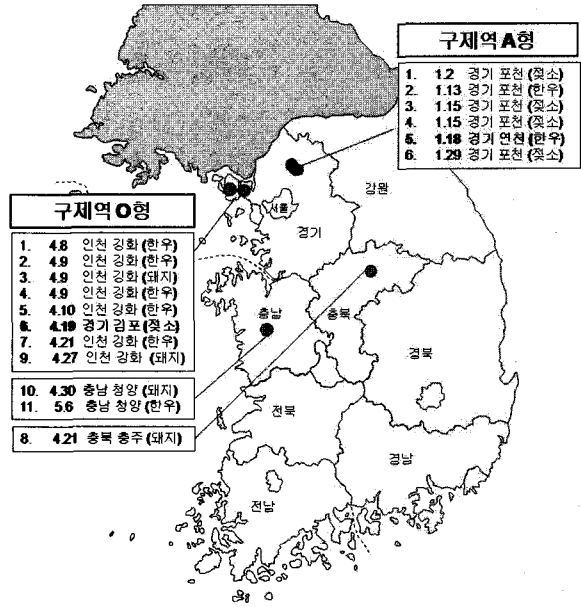 구제역 A형
1. 1.2 경기 포천 (젖소)
2. 1.13 경기 포천 (한우)
3. 1.15 경기 포천 (젖소)
4. 1.15 경기 포천 (젖소)
5. 1.18 경기 연천 (한우)
6. 1.29 경기 포천 (젖소)
강원
서울
경기
구제역 O형
1. 4.8 인천 강화 (한우)
2. 4.9 인천 강화 (한우)
3. 4.9 인천 강화 (돼지)
4. 4.9 인천 강화 (한우)
5. 4.10 인천 강화 (한우)
6. 4.19 경기 김포 (젖소)
7. 4.21 인천 강화 (한우)
9. 4.27 인천 강화 (돼지)
충남
충북
경북
10. 4.30 충남 청양 (돼지)
11. 5.6 충남 청양 (한우)
8. 4.21 충북 충주 (돼지)
전북
경남
전남